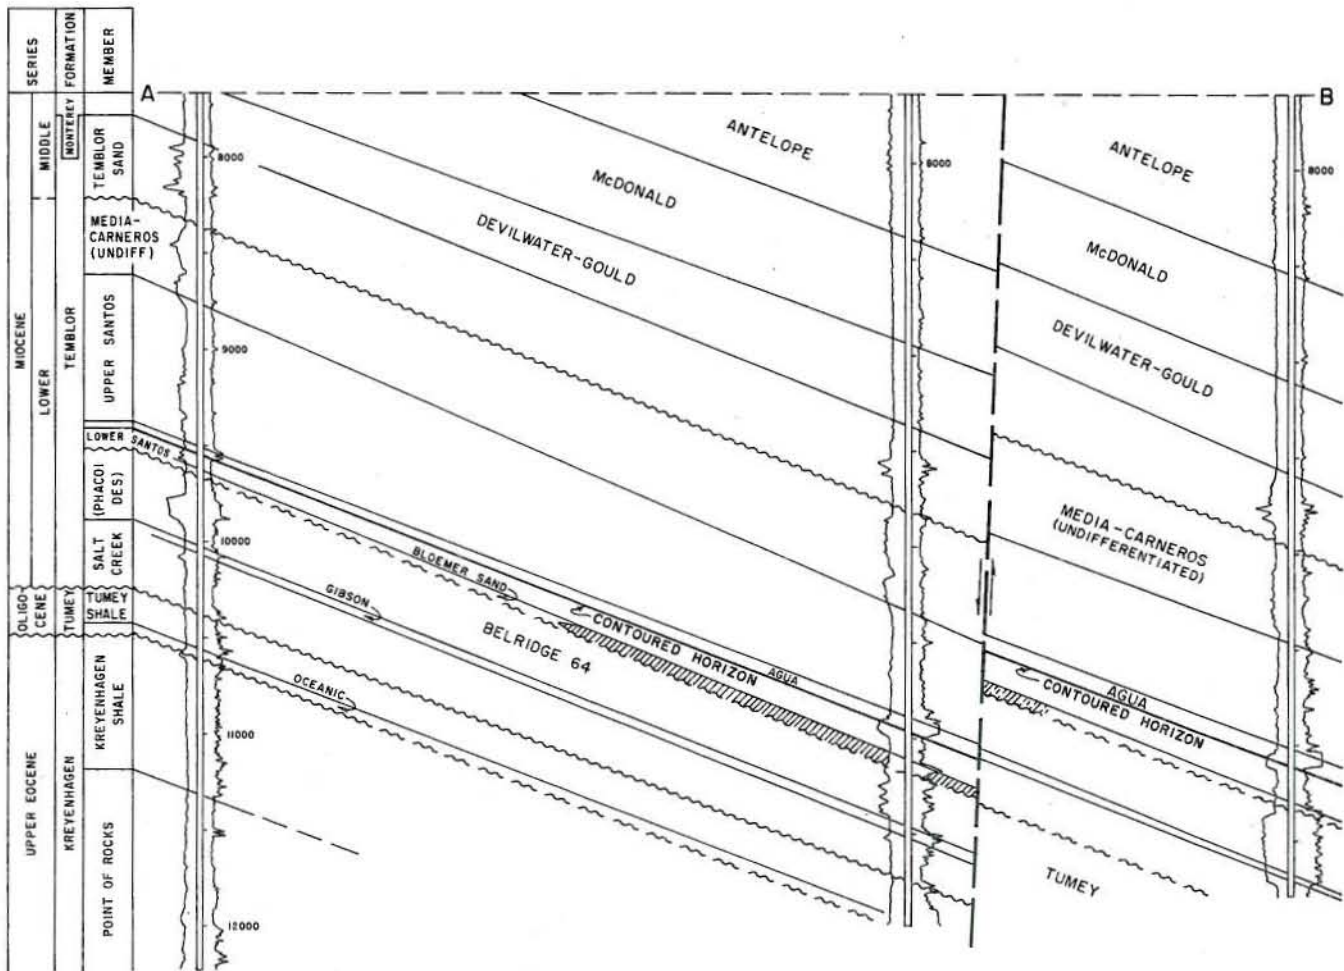 SERIES
FORMATION
MEMBER
MIOCENE
MIDDLE
LOWER
MONTEREY
TEMBLOR
TEMBLOR
SAND
MEDIA-
CARNEROS
(UNDIFF)
UPPER SANTOS
LOWER SANTOS
(PHACOI
DES)
SALT
CREEK
OLIGO-
CENE
TUMEY
TUMEY
SHALE
UPPER EOCENE
KREYENHAGEN
KREYENHAGEN
SHALE
POINT OF ROCKS
A
B
8000
9000
10000
11000
12000
ANTELOPE
McDONALD
DEVILWATER-GOULD
BLOEMER SAND
GIBSON
CONTOURED HORIZON
BELRIDGE 64
AGUA
OCEANIC
8000
ANTELOPE
8000
McDONALD
DEVILWATER-GOULD
MEDIA-CARNEROS
(UNDIFFERENTIATED)
AGUA
CONTOURED HORIZON
TUMEY